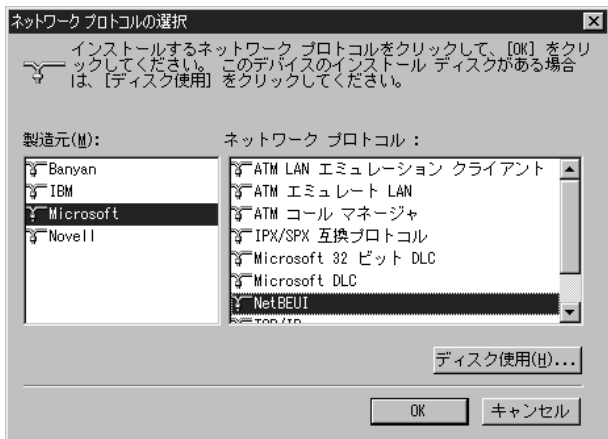 ネットワーク プロトコルの選択
インストールするネットワーク プロトコルをクリックして、[OK] をクリ
ックしてください。 このデバイスのインストール ディスクがある場合
は、[ディスク使用] をクリックしてください。
製造元(M):
ネットワーク プロトコル :
Banyan
IBM
Microsoft
Novell
ATM LAN エミュレーション クライアント
ATM エミュレート LAN
ATM コール マネージャ
IPX/SPX 互換プロトコル
Microsoft 32 ビット DLC
Microsoft DLC
NetBEUI
TCP/IP
ディスク使用(H)...
OK
キャンセル